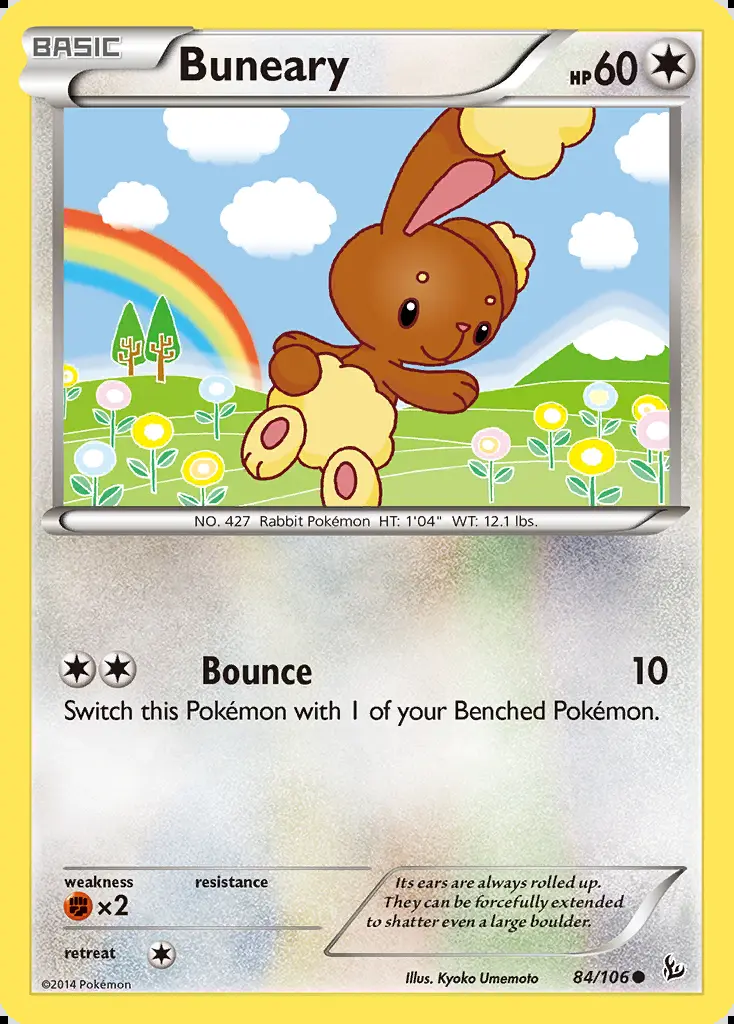 BASIC
Buneary
HP60
NO. 427 Rabbit Pokémon HT: 1'04" WT: 12.1 lbs.
Bounce 10
Switch this Pokémon with 1 of your Benched Pokémon.
weakness resistance
×2
retreat
Its ears are always rolled up.
They can be forcefully extended
to shatter even a large boulder.
©2014 Pokémon
Illus. Kyoko Umemoto
84/106